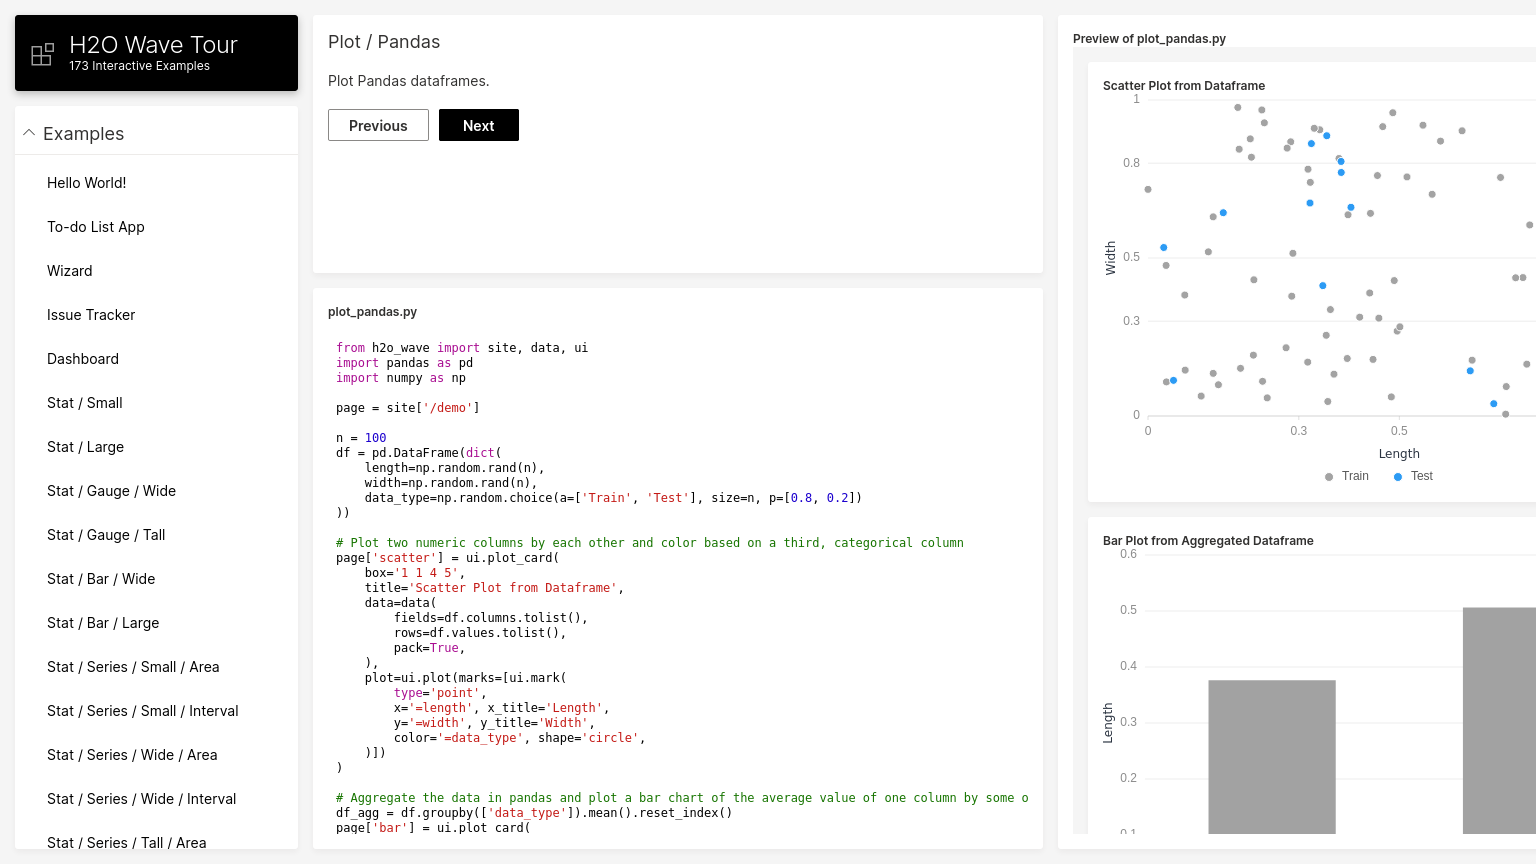 H2O Wave Tour
173 Interactive Examples
Examples
Hello World!
To-do List App
Wizard
Issue Tracker
Dashboard
Stat / Small
Stat / Large
Stat / Gauge / Wide
Stat / Gauge / Tall
Stat / Bar / Wide
Stat / Bar / Large
Stat / Series / Small / Area
Stat / Series / Small / Interval
Stat / Series / Wide / Area
Stat / Series / Wide / Interval
Stat / Series / Tall / Area
Plot / Pandas
Plot Pandas dataframes.
Previous
Next
plot_pandas.py
from h2o_wave import site, data, ui
import pandas as pd
import numpy as np
page = site['/demo']
n = 100
df = pd.DataFrame(dict(
    length=np.random.rand(n),
    width=np.random.rand(n),
    data_type=np.random.choice(a=['Train', 'Test'], size=n, p=[0.8, 0.2])
))
# Plot two numeric columns by each other and color based on a third, categorical column
page['scatter'] = ui.plot_card(
    box='1 1 4 5',
    title='Scatter Plot from Dataframe',
    data=data(
        fields=df.columns.tolist(),
        rows=df.values.tolist(),
        pack=True,
    ),
    plot=ui.plot(marks=[ui.mark(
        type='point',
        x='=length', x_title='Length',
        y='=width', y_title='Width',
        color='=data_type', shape='circle',
    )])
)
# Aggregate the data in pandas and plot a bar chart of the average value of one column by some o
df_agg = df.groupby(['data_type']).mean().reset_index()
page['bar'] = ui.plot_card(
Preview of plot_pandas.py
Scatter Plot from Dataframe
1
0.8
0.5
0.3
0
Width
0
0.3
0.5
Length
Train
Test
Bar Plot from Aggregated Dataframe
0.6
0.5
0.4
0.3
0.2
0.1
Length